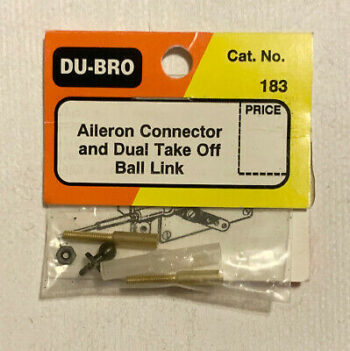 DU-BRO
Cat. No.
183
PRICE
Aileron Connector
and Dual Take Off
Ball Link